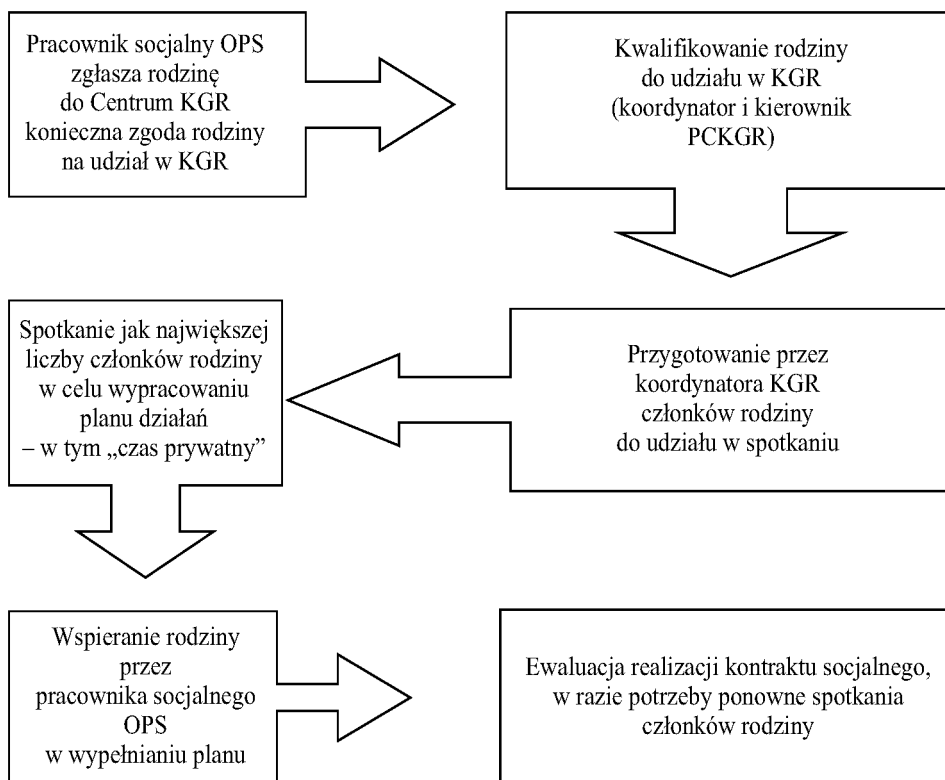 Pracownik socjalny OPS
zgłasza rodzinę
do Centrum KGR
konieczna zgoda rodziny
na udział w KGR
Kwalifikowanie rodziny
do udziału w KGR
(koordynator i kierownik
PCKGR)
Przygotowanie przez
koordynatora KGR
członków rodziny
do udziału w spotkaniu
Spotkanie jak największej
liczby członków rodziny
w celu wypracowaniu
planu działań
– w tym „czas prywatny”
Wspieranie rodziny
przez
pracownika socjalnego
OPS
w wypełnianiu planu
Ewaluacja realizacji kontraktu socjalnego,
w razie potrzeby ponowne spotkania
członków rodziny